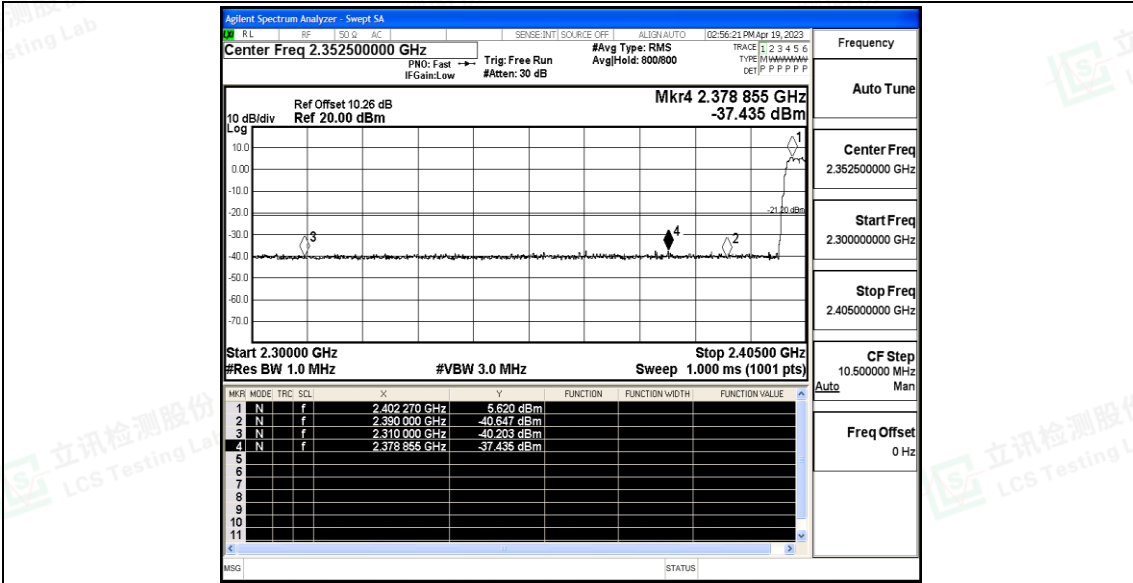 Agilent Spectrum Analyzer - Swept SA
RL RF 50 Ω AC SENSE:INT SOURCE OFF ALIGN AUTO 02:56:21 PM Apr 19, 2023
Center Freq 2.352500000 GHz
PNO: Fast
IFGain:Low
Trig: Free Run
#Atten: 30 dB
#Avg Type: RMS
Avg|Hold: 800/800
TRACE 1 2 3 4 5 6
TYPE M
DET P P P P P P
Frequency
Auto Tune
Center Freq
2.352500000 GHz
Start Freq
2.300000000 GHz
Stop Freq
2.405000000 GHz
CF Step
10.500000 MHz
Auto Man
Freq Offset
0 Hz
Mkr4 2.378 855 GHz
-37.435 dBm
Ref Offset 10.26 dB
10 dB/div Ref 20.00 dBm
Log
10.0
0.00
-10.0
-20.0
-30.0
-40.0
-50.0
-60.0
-70.0
1
-21.20 dBm
3
4
2
Start 2.30000 GHz Stop 2.40500 GHz
#Res BW 1.0 MHz #VBW 3.0 MHz Sweep 1.000 ms (1001 pts)
MKR MODE TRC SCL X Y FUNCTION FUNCTION WIDTH FUNCTION VALUE
1 N f 2.402 270 GHz 5.620 dBm
2 N f 2.390 000 GHz -40.647 dBm
3 N f 2.310 000 GHz -40.203 dBm
4 N f 2.378 855 GHz -37.435 dBm
5
6
7
8
9
10
11
MSG STATUS
立讯检测股份
LCS Testing Lab
立讯检测股份
LCS Testing L